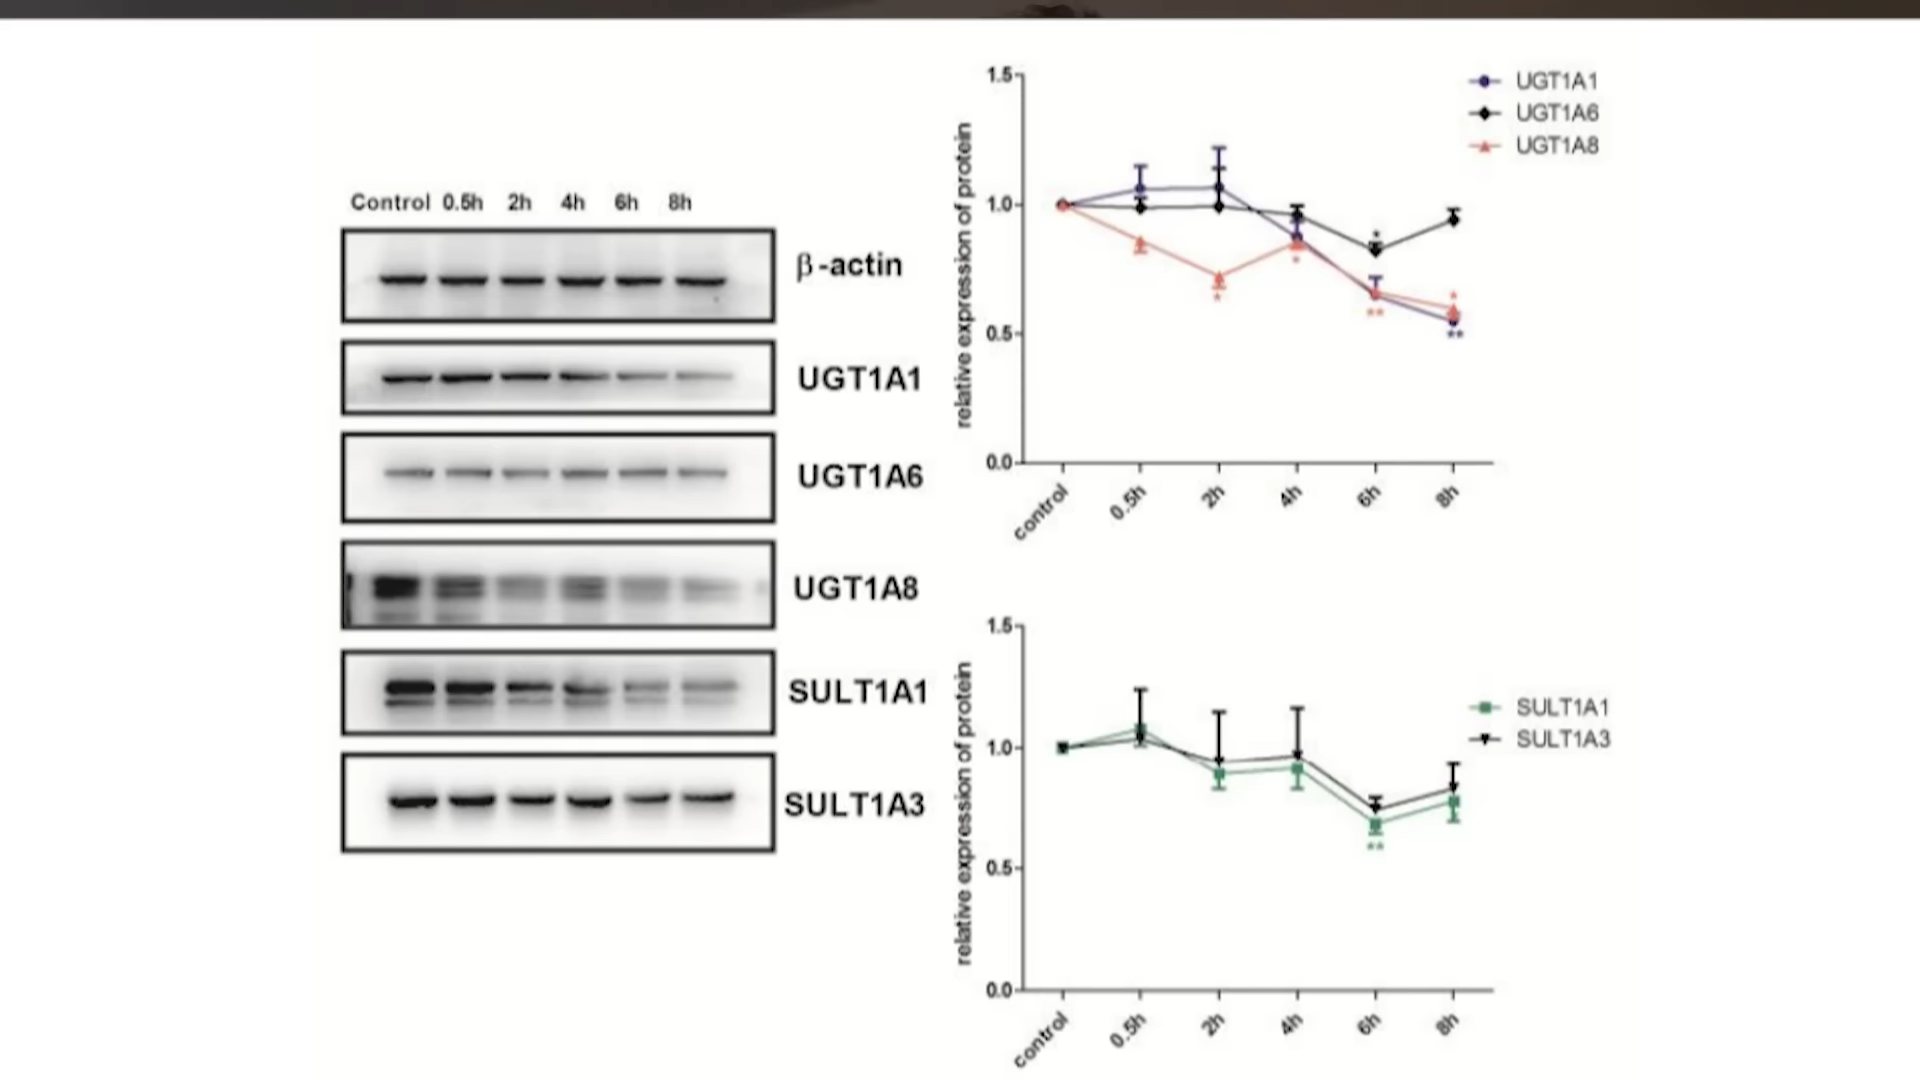 Control 0.5h 2h 4h 6h 8h
β-actin
UGT1A1
UGT1A6
UGT1A8
SULT1A1
SULT1A3
relative expression of protein
1.5
1.0
0.5
0.0
control 0.5h 2h 4h 6h 8h
UGT1A1
UGT1A6
UGT1A8
*
*
*
**
*
**
relative expression of protein
1.5
1.0
0.5
0.0
control 0.5h 2h 4h 6h 8h
SULT1A1
SULT1A3
**